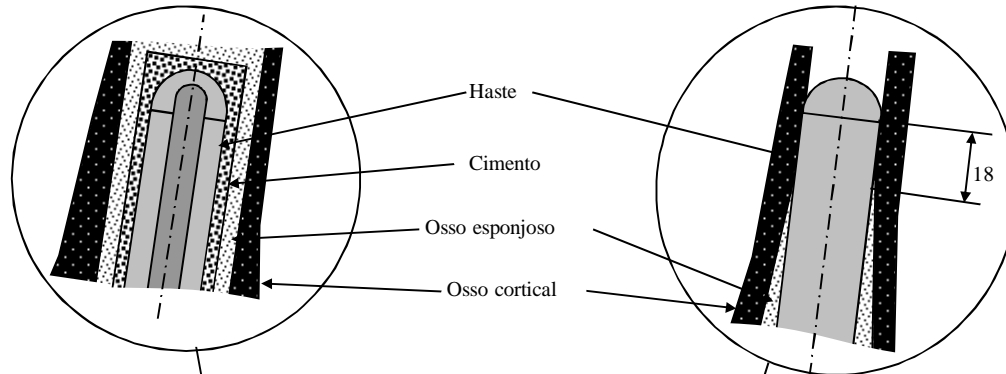 Haste
Cimento
18
Osso esponjoso
Osso cortical